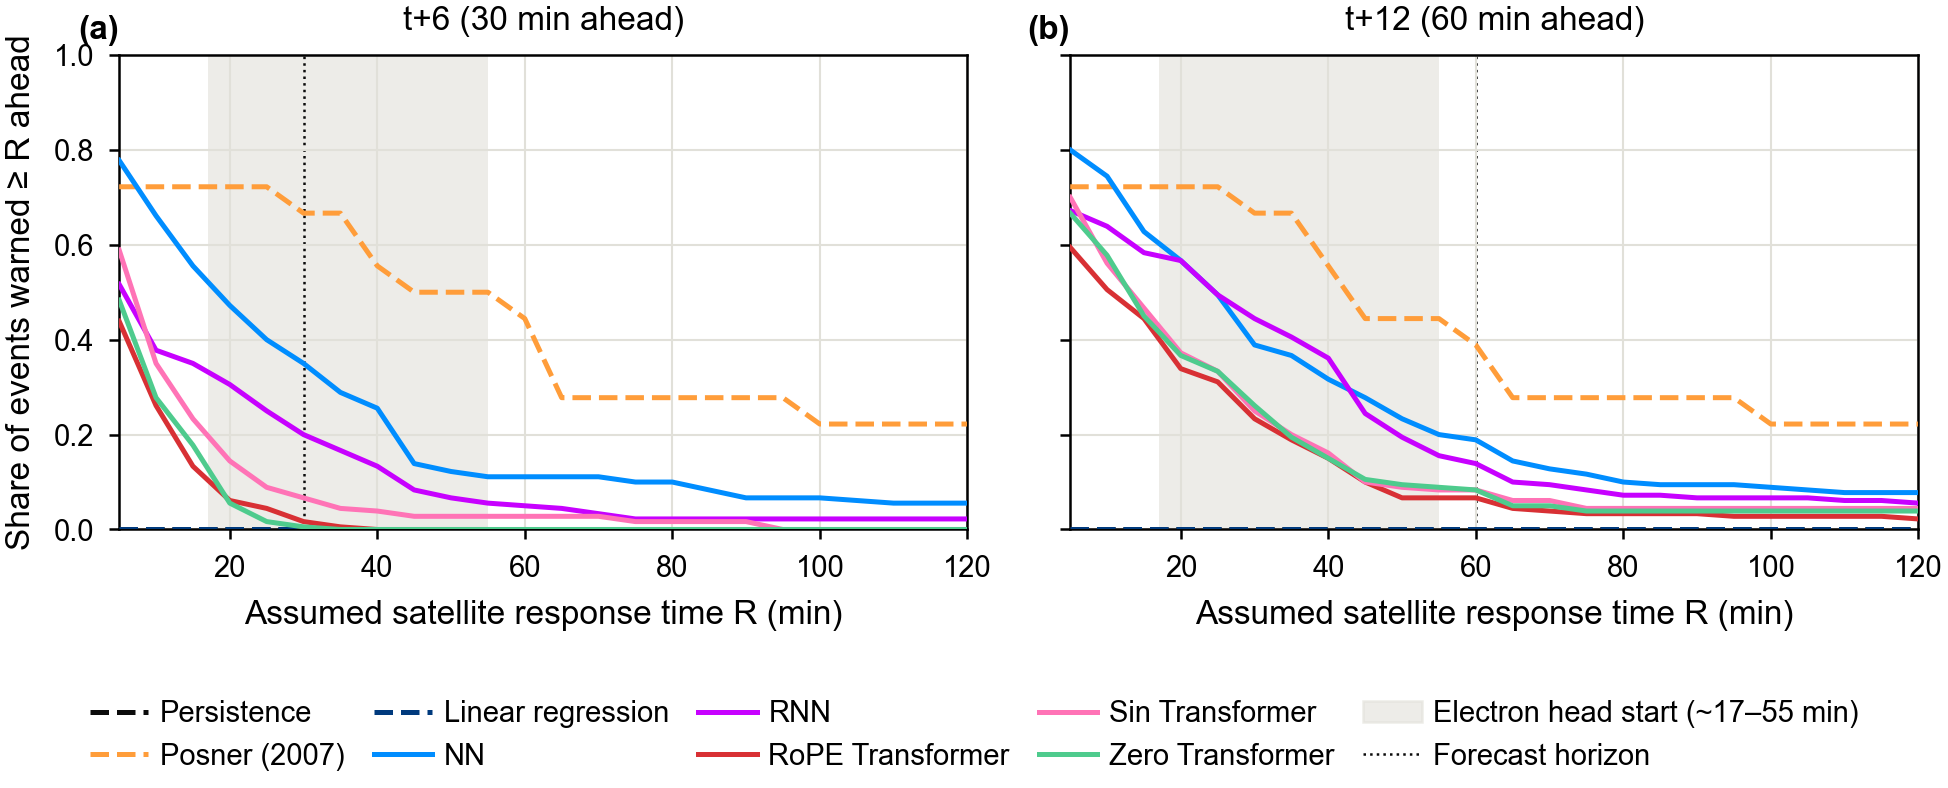 (a)
t+6 (30 min ahead)
(b)
t+12 (60 min ahead)
Share of events warned ≥ R ahead
1.0
0.8
0.6
0.4
0.2
0.0
20 40 60 80 100 120
20 40 60 80 100 120
Assumed satellite response time R (min)
Assumed satellite response time R (min)
Persistence
Linear regression
RNN
Sin Transformer
Electron head start (~17–55 min)
Posner (2007)
NN
RoPE Transformer
Zero Transformer
Forecast horizon